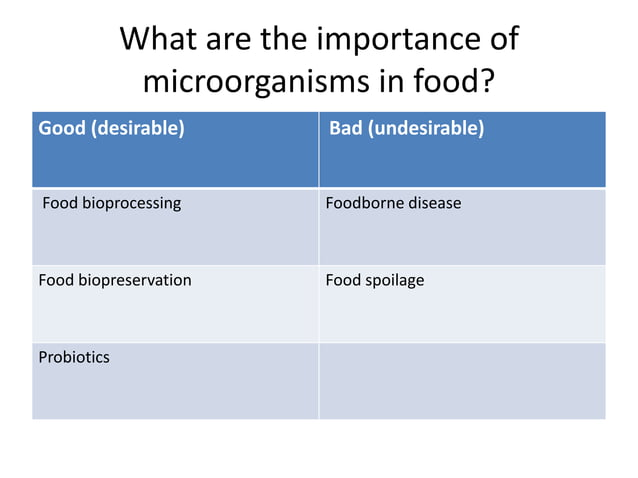 What are the importance of
microorganisms in food?
Good (desirable)
Bad (undesirable)
Food bioprocessing
Foodborne disease
Food biopreservation
Food spoilage
Probiotics